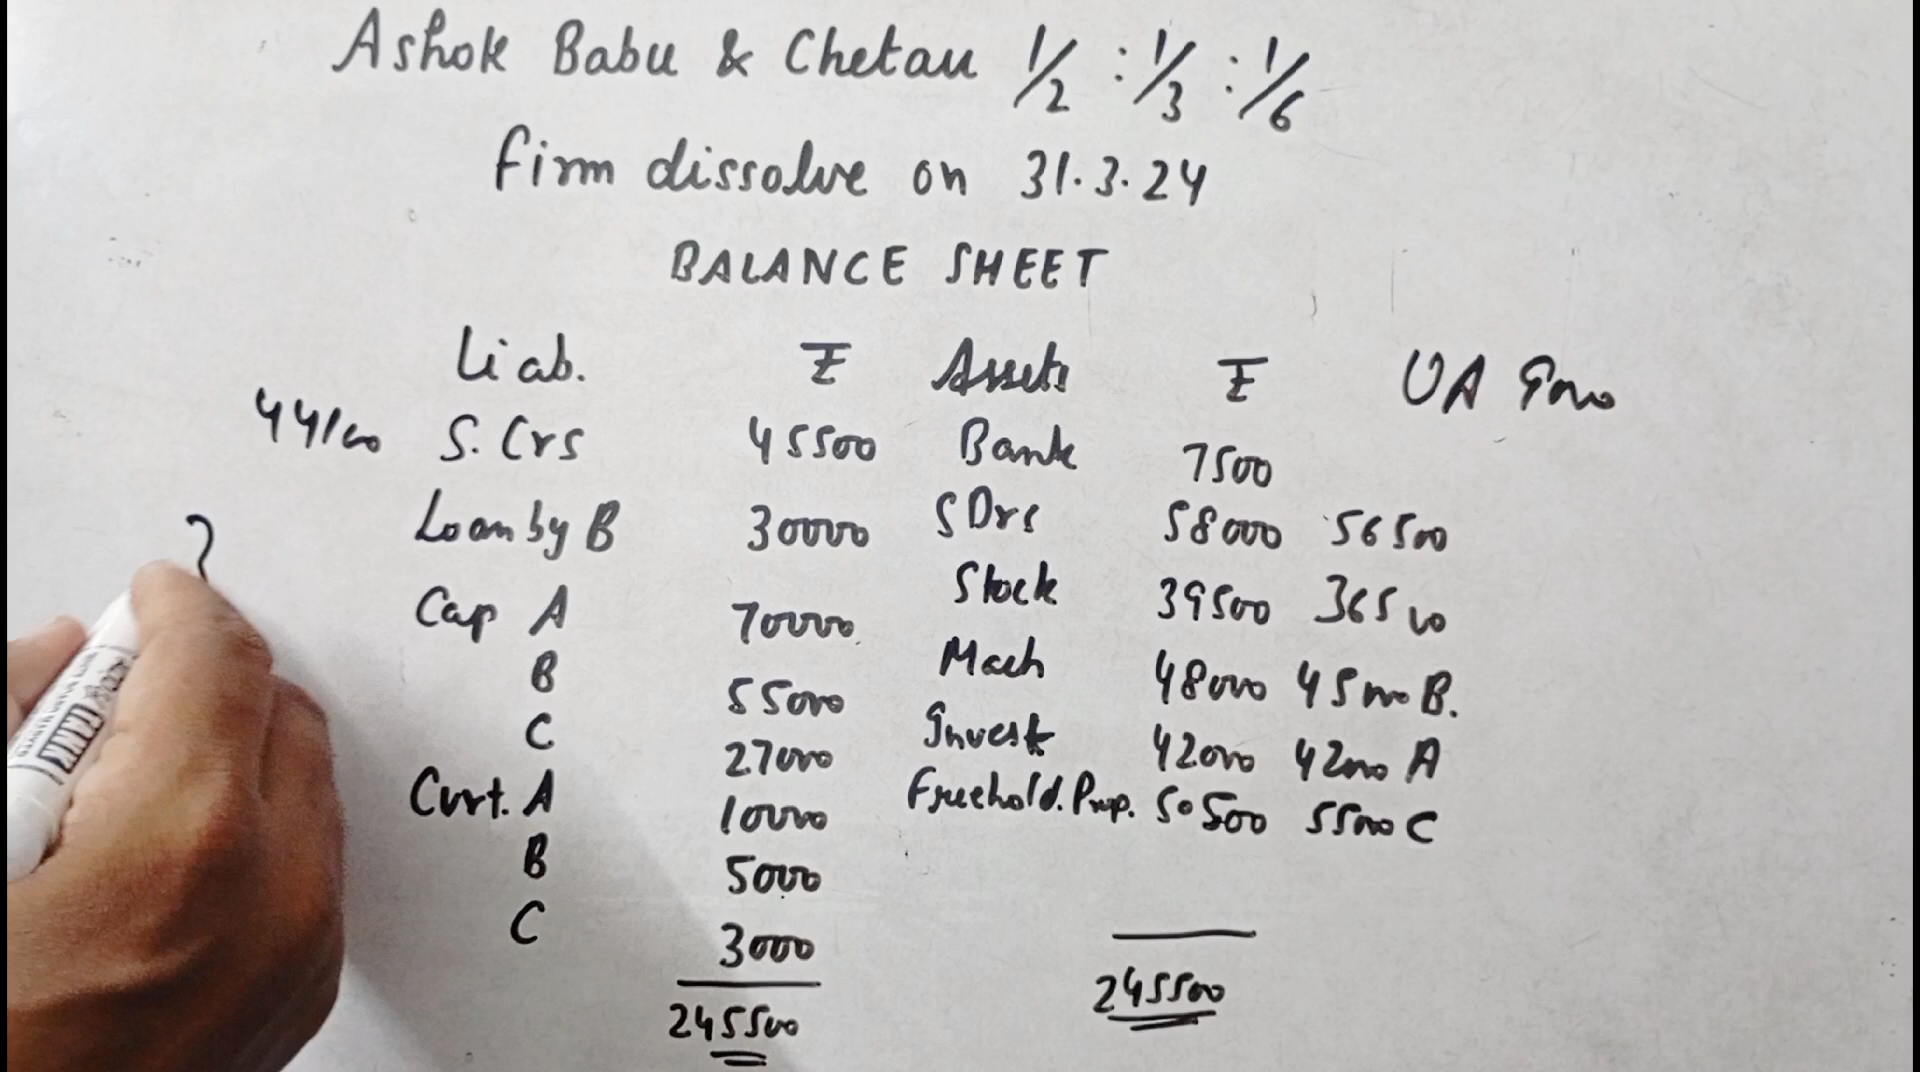 Ashok Babu & Chetan 1/2 : 1/3 : 1/6
Firm dissolve on 31.3.24
BALANCE SHEET
Liab. ₹ Assets ₹ UA
44100 S. Crs 45500 Bank 7500
Loan by B 30000 S Drs 58000 56500
Cap A 70000 Stock 39500 36500
B 55000 Mach 48000 45000 B.
C 27000 Invest 42000 42000 A
Curt. A 10000 Freehold. Prop. 50500 55000 C
B 5000
C 3000
245500 245500